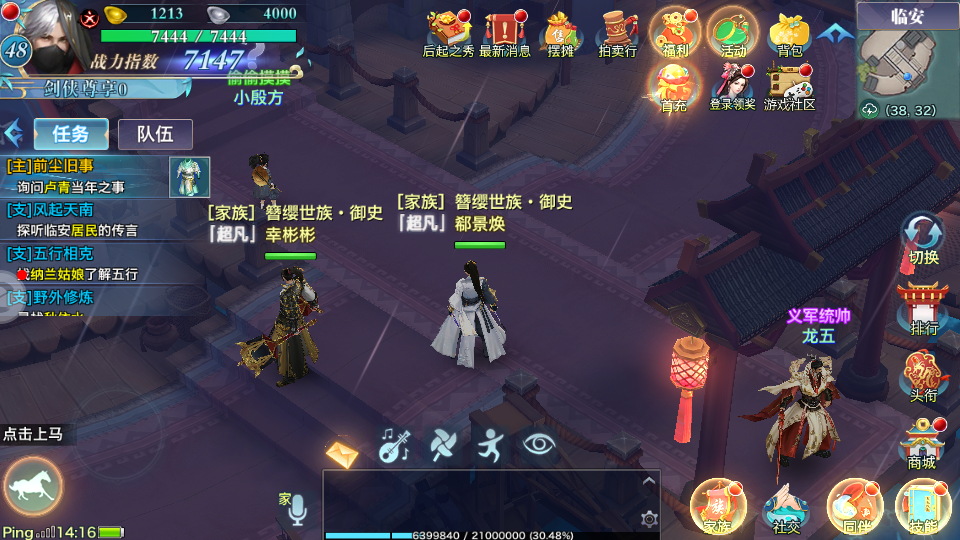 1213
4000
48
7444 / 7444
战力指数
7147
剑侠尊享0
偷偷摸摸
小殷方
后起之秀
最新消息
摆摊
拍卖行
福利
活动
背包
首充
登录领奖
游戏社区
临安
(38, 32)
任务
队伍
[主]前尘旧事
询问卢青当年之事
[支]风起天南
探听临安居民的传言
[支]五行相克
找纳兰姑娘了解五行
[支]野外修炼
[家族] 簪缨世族·御史
「超凡」 幸彬彬
[家族] 簪缨世族·御史
「超凡」 郗景焕
切换
排行
头衔
商城
义军统帅
龙五
点击上马
家
家族
社交
同伴
技能
Ping
14:16
6399840 / 21000000 (30.48%)